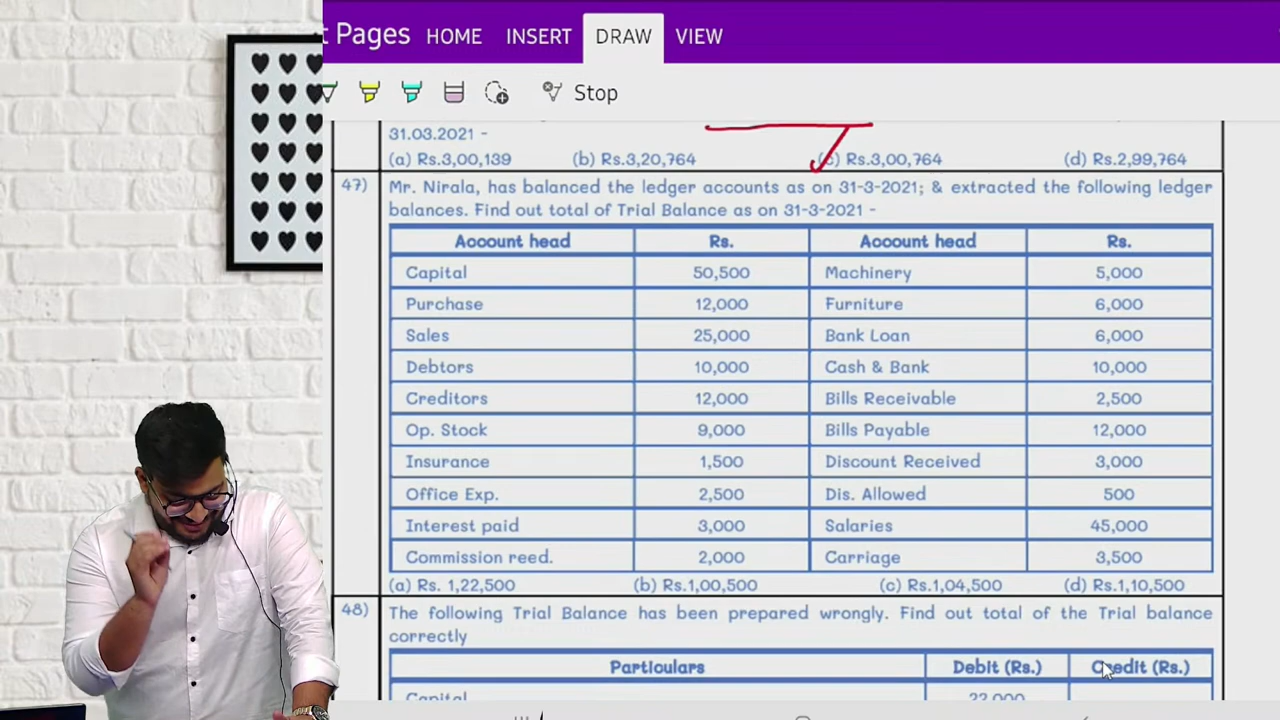 t Pages HOME INSERT DRAW VIEW
Stop
31.03.2021 -
(a) Rs.3,00,139 (b) Rs.3,20,764 (c) Rs.3,00,764 (d) Rs.2,99,764
47) Mr. Nirala, has balanced the ledger accounts as on 31-3-2021; & extracted the following ledger
balances. Find out total of Trial Balance as on 31-3-2021 -
Account head Rs. Account head Rs.
Capital 50,500 Machinery 5,000
Purchase 12,000 Furniture 6,000
Sales 25,000 Bank Loan 6,000
Debtors 10,000 Cash & Bank 10,000
Creditors 12,000 Bills Receivable 2,500
Op. Stock 9,000 Bills Payable 12,000
Insurance 1,500 Discount Received 3,000
Office Exp. 2,500 Dis. Allowed 500
Interest paid 3,000 Salaries 45,000
Commission reed. 2,000 Carriage 3,500
(a) Rs. 1,22,500 (b) Rs.1,00,500 (c) Rs.1,04,500 (d) Rs.1,10,500
48) The following Trial Balance has been prepared wrongly. Find out total of the Trial balance
correctly
Particulars Debit (Rs.) Credit (Rs.)
Capital 22,000